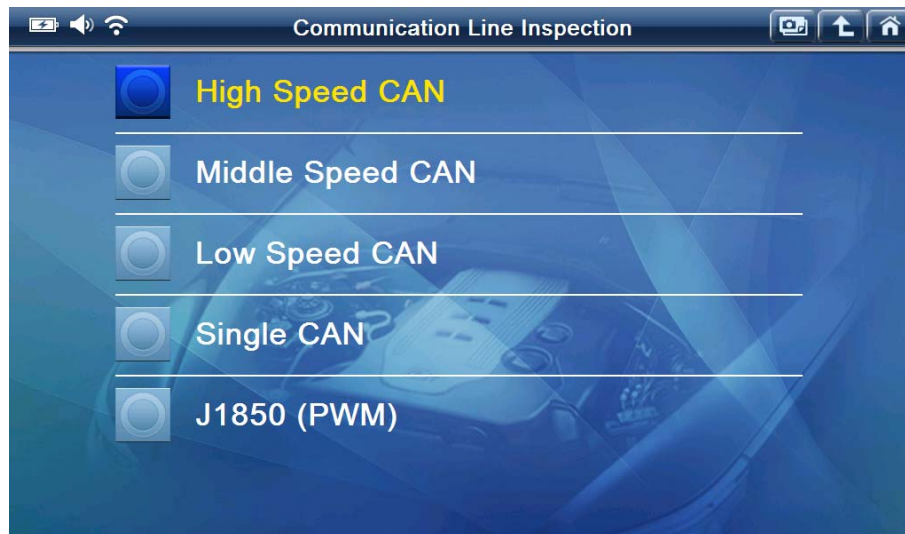 Communication Line Inspection
High Speed CAN
Middle Speed CAN
Low Speed CAN
Single CAN
J1850 (PWM)